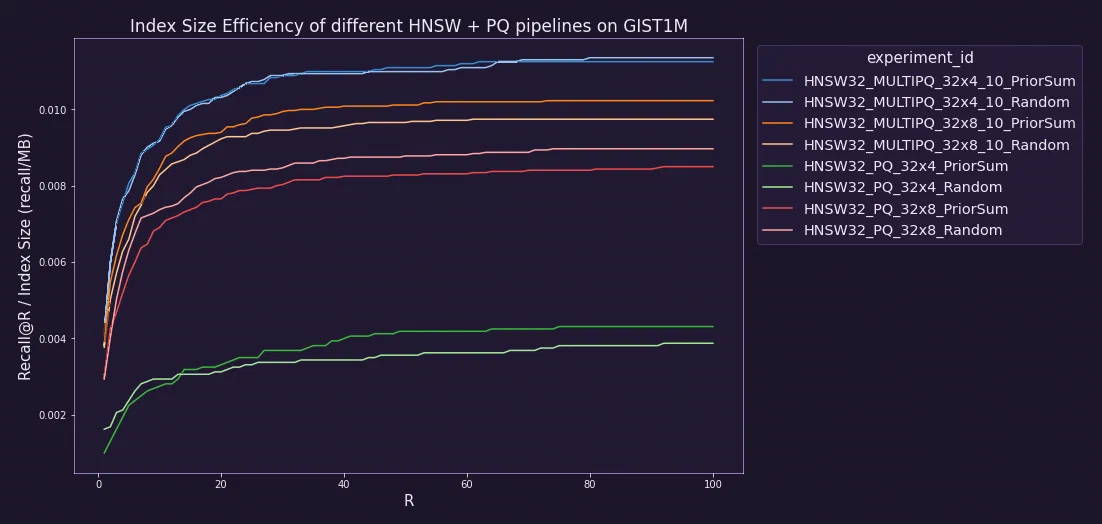 Index Size Efficiency of different HNSW + PQ pipelines on GIST1M
Recall@R / Index Size (recall/MB)
0.010
0.008
0.006
0.004
0.002
0
20
40
60
80
100
R
experiment_id
HNSW32_MULTIPQ_32x4_10_PriorSum
HNSW32_MULTIPQ_32x4_10_Random
HNSW32_MULTIPQ_32x8_10_PriorSum
HNSW32_MULTIPQ_32x8_10_Random
HNSW32_PQ_32x4_PriorSum
HNSW32_PQ_32x4_Random
HNSW32_PQ_32x8_PriorSum
HNSW32_PQ_32x8_Random